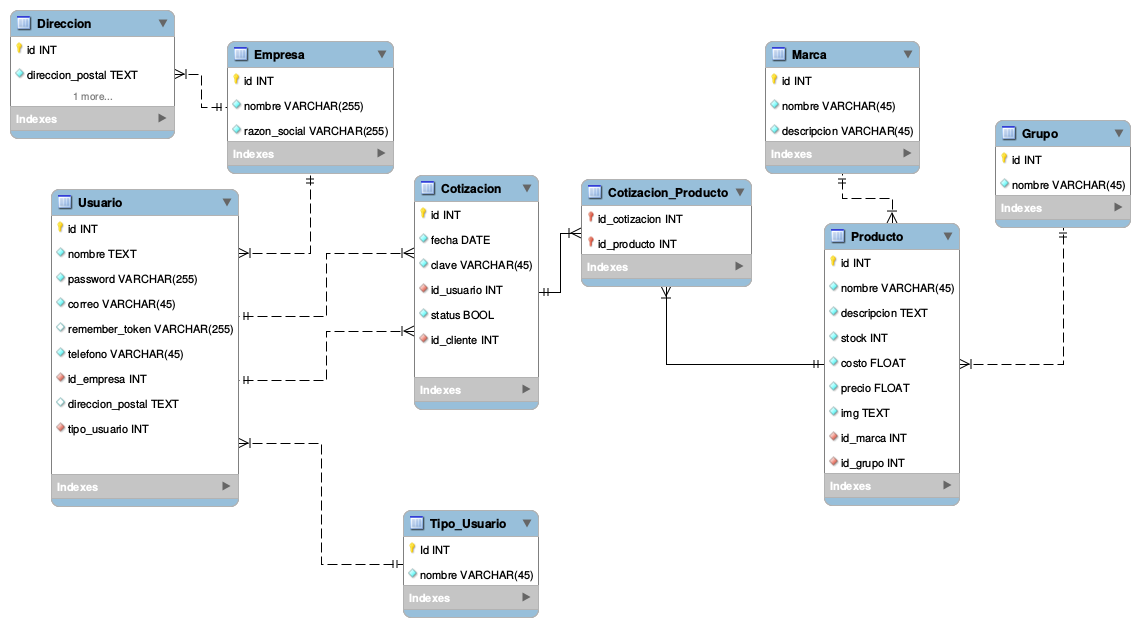 Direccion
id INT
direccion_postal TEXT
1 more...
Indexes
Empresa
id INT
nombre VARCHAR(255)
razon_social VARCHAR(255)
Indexes
Usuario
id INT
nombre TEXT
password VARCHAR(255)
correo VARCHAR(45)
remember_token VARCHAR(255)
telefono VARCHAR(45)
id_empresa INT
direccion_postal TEXT
tipo_usuario INT
Indexes
Cotizacion
id INT
fecha DATE
clave VARCHAR(45)
id_usuario INT
status BOOL
id_cliente INT
Indexes
Cotizacion_Producto
id_cotizacion INT
id_producto INT
Indexes
Marca
id INT
nombre VARCHAR(45)
descripcion VARCHAR(45)
Indexes
Grupo
id INT
nombre VARCHAR(45)
Indexes
Producto
id INT
nombre VARCHAR(45)
descripcion TEXT
stock INT
costo FLOAT
precio FLOAT
img TEXT
id_marca INT
id_grupo INT
Indexes
Tipo_Usuario
Id INT
nombre VARCHAR(45)
Indexes